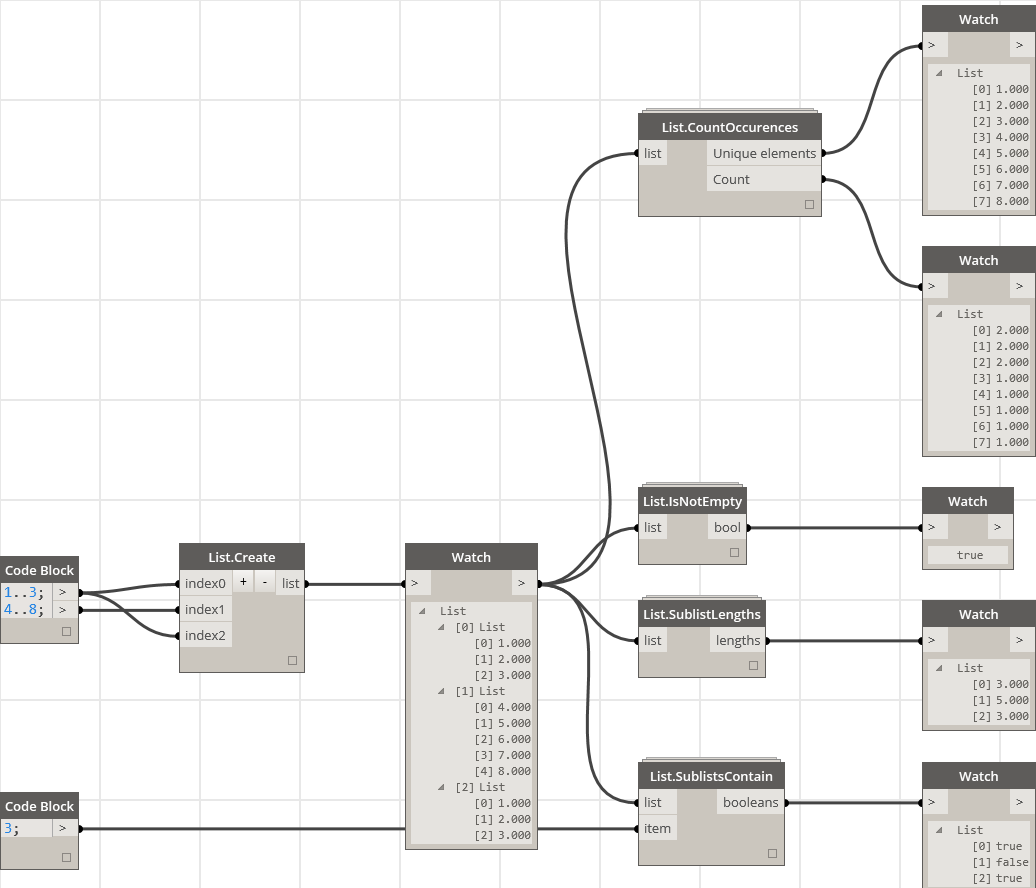 Watch
> >
List
[0] 1.000
[1] 2.000
[2] 3.000
[3] 4.000
[4] 5.000
[5] 6.000
[6] 7.000
[7] 8.000
List.CountOccurences
list Unique elements
Count
Watch
> >
List
[0] 2.000
[1] 2.000
[2] 2.000
[3] 1.000
[4] 1.000
[5] 1.000
[6] 1.000
[7] 1.000
List.IsNotEmpty
list bool
Watch
> >
true
Code Block
1..3; >
4..8; >
List.Create
index0 + - list
index1
index2
Watch
> >
List
[0] List
[0] 1.000
[1] 2.000
[2] 3.000
[1] List
[0] 4.000
[1] 5.000
[2] 6.000
[3] 7.000
[4] 8.000
[2] List
[0] 1.000
[1] 2.000
[2] 3.000
List.SublistLengths
list lengths
Watch
> >
List
[0] 3.000
[1] 5.000
[2] 3.000
Code Block
3; >
List.SublistsContain
list booleans
item
Watch
> >
List
[0] true
[1] false
[2] true